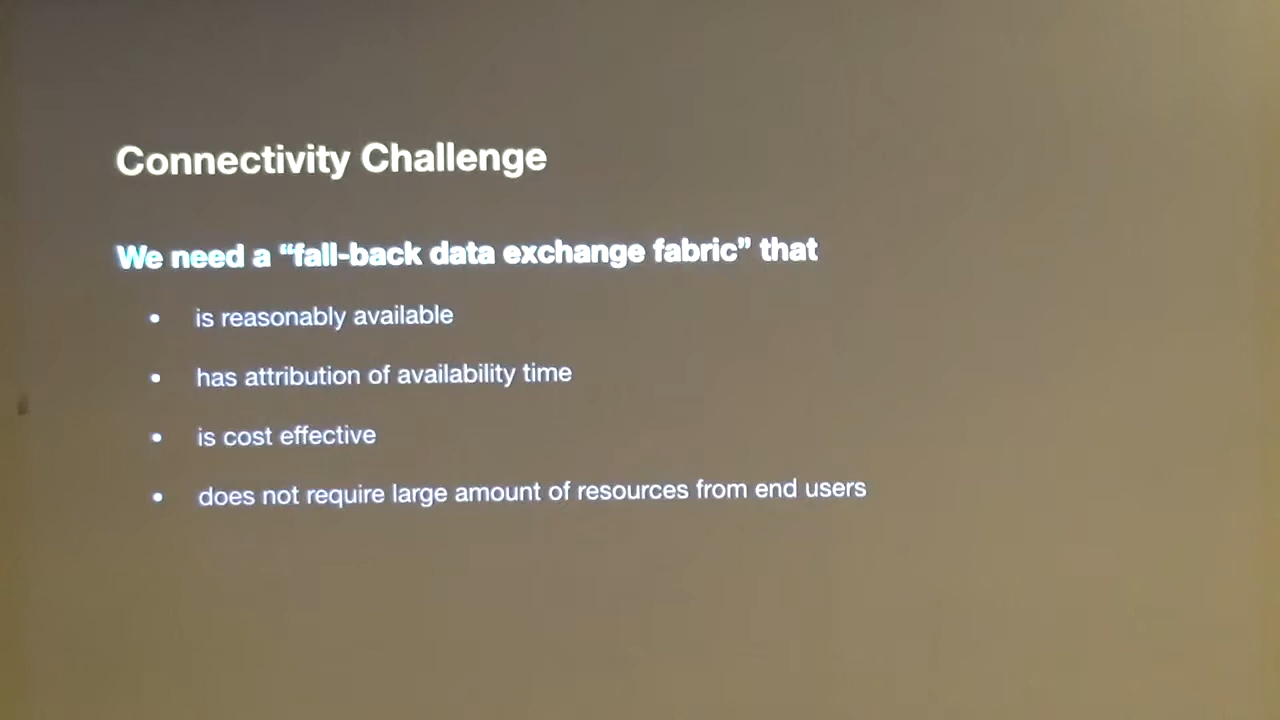 Connectivity Challenge
We need a “fall-back data exchange fabric” that
• is reasonably available
• has attribution of availability time
• is cost effective
• does not require large amount of resources from end users